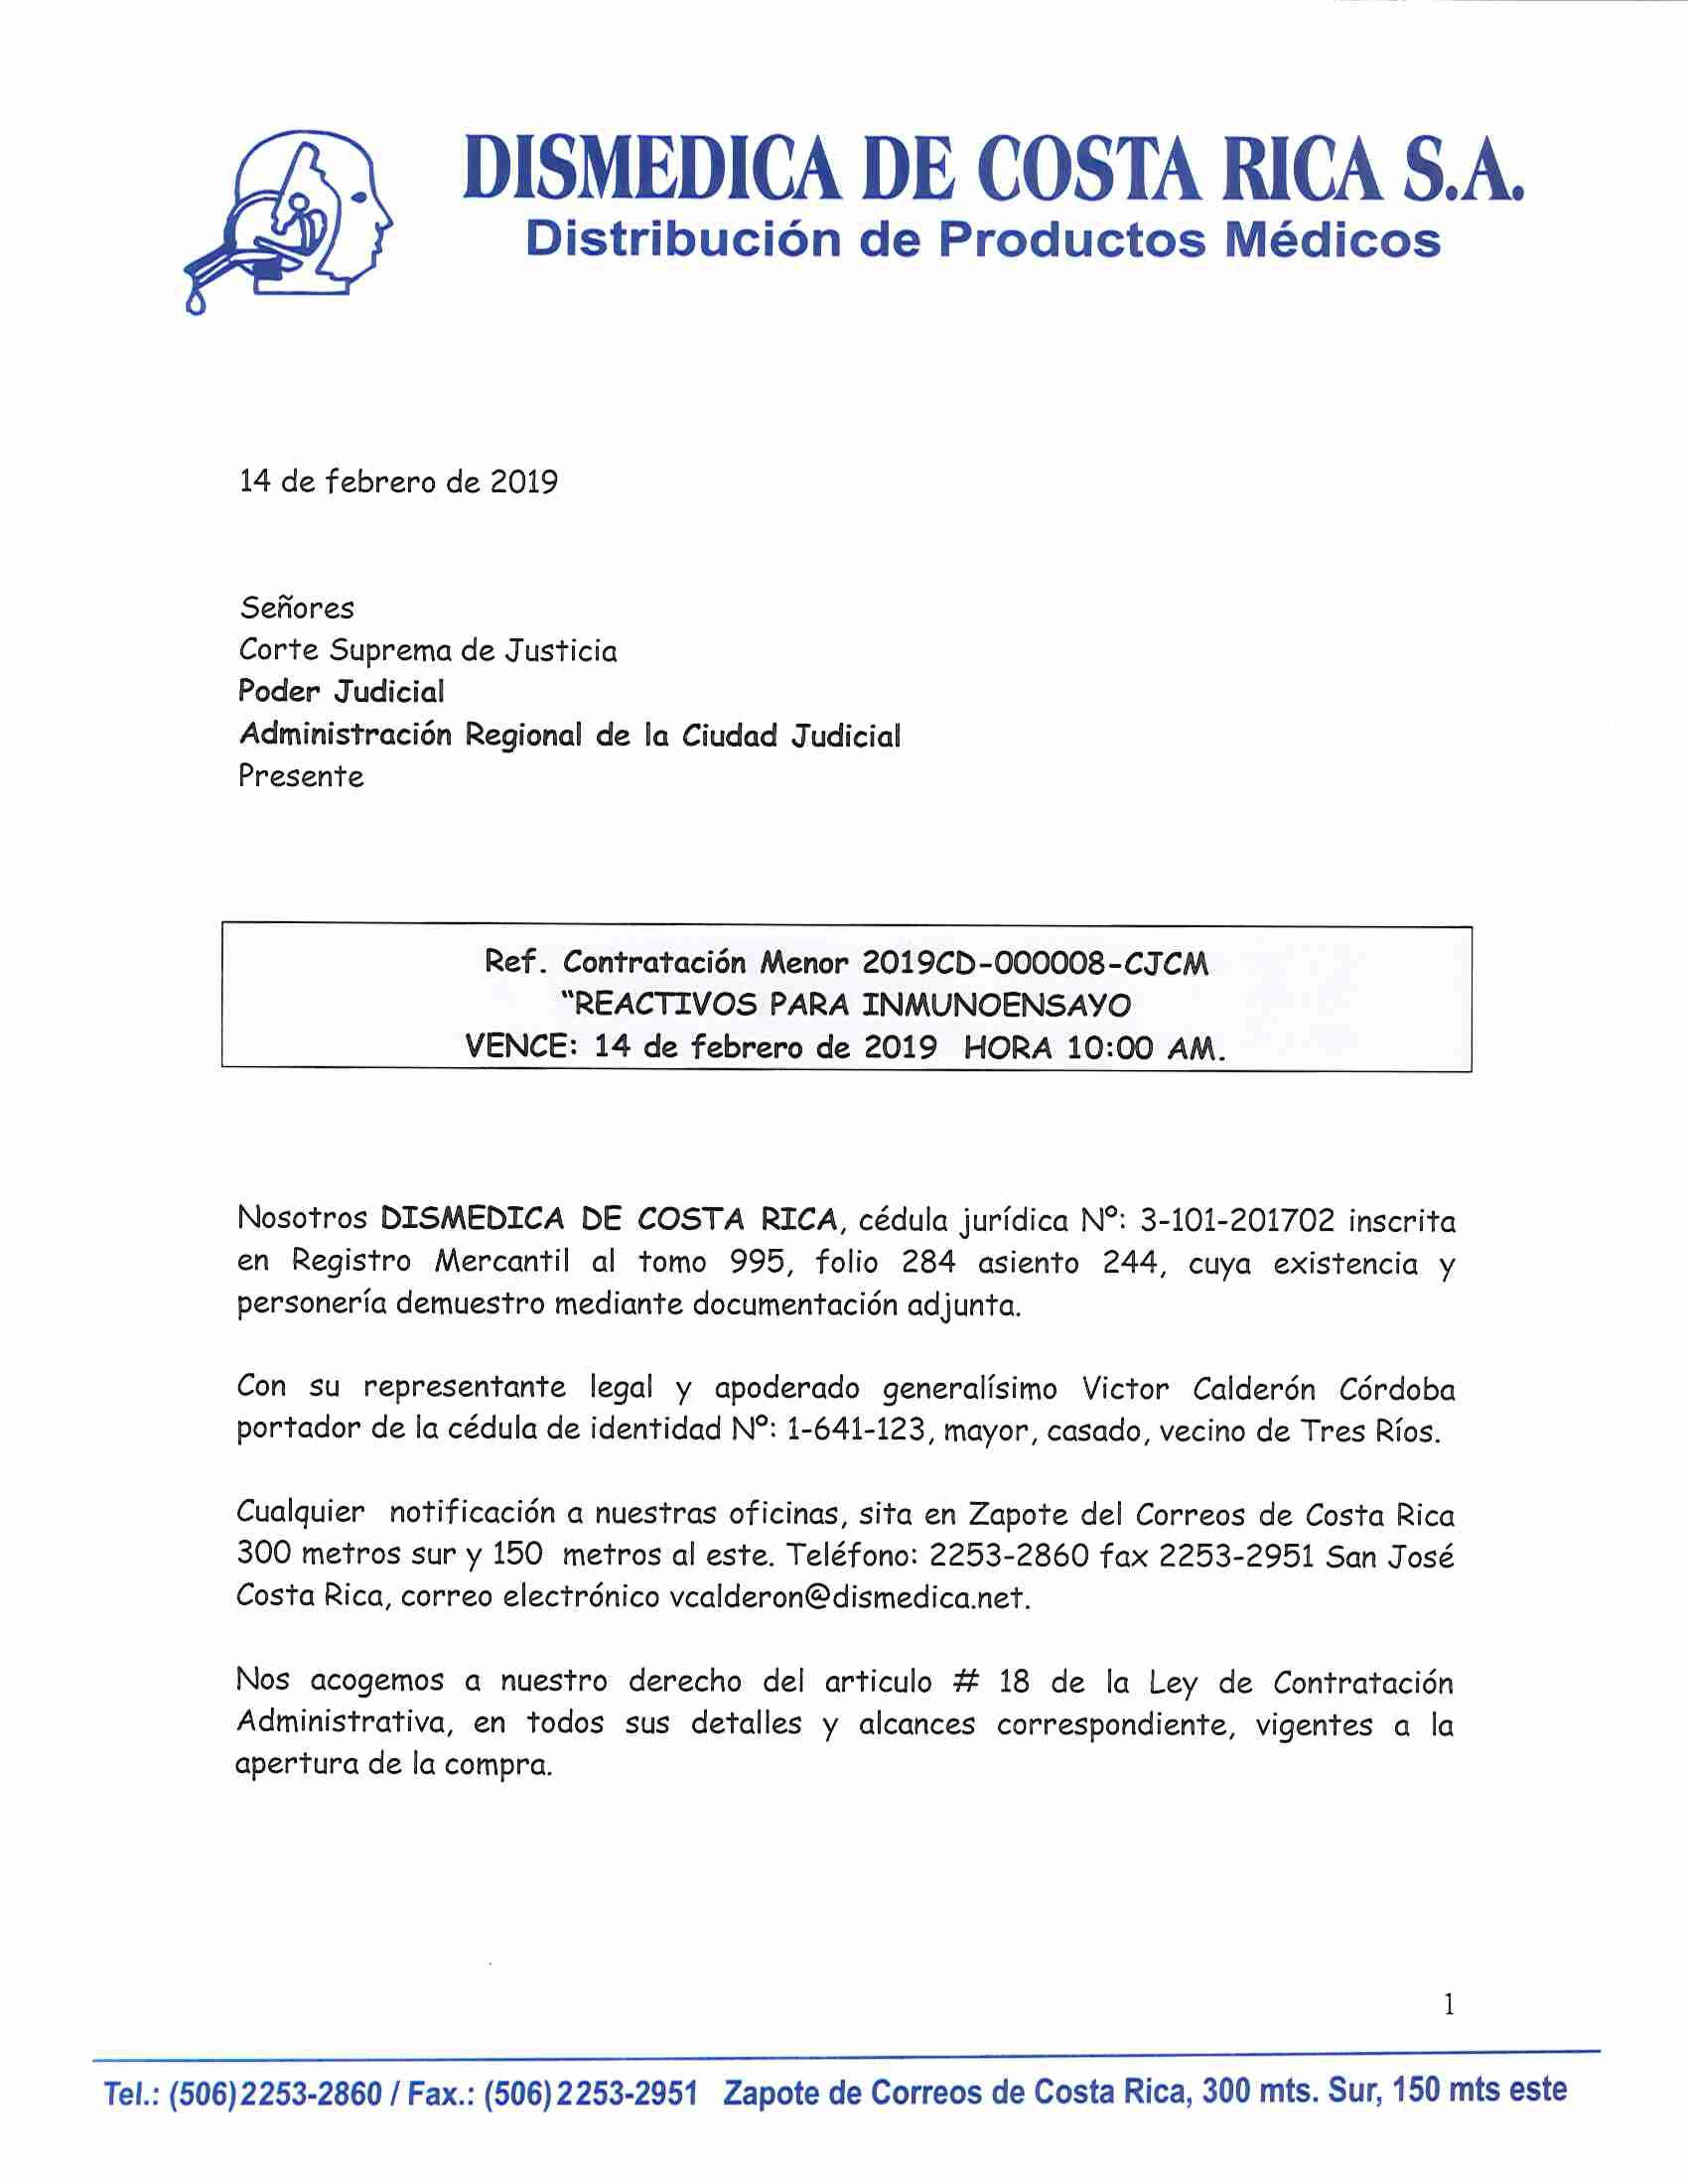 DISMEDICA DE COSTA RICA S.A.
Distribución de Productos Médicos
14 de febrero de 2019
Señores
Corte Suprema de Justicia
Poder Judicial
Administración Regional de la Ciudad Judicial
Presente
Ref. Contratación Menor 2019CD-000008-CJCM
"REACTIVOS PARA INMUNOENSAYO
VENCE: 14 de febrero de 2019 HORA 10:00 AM.
Nosotros DISMEDICA DE COSTA RICA, cédula jurídica Nº: 3-101-201702 inscrita
en Registro Mercantil al tomo 995, folio 284 asiento 244, cuya existencia y
personería demuestro mediante documentación adjunta.
Con su representante legal y apoderado generalísimo Victor Calderón Córdoba
portador de la cédula de identidad Nº: 1-641-123, mayor, casado, vecino de Tres Ríos.
Cualquier notificación a nuestras oficinas, sita en Zapote del Correos de Costa Rica
300 metros sur y 150 metros al este. Teléfono: 2253-2860 fax 2253-2951 San José
Costa Rica, correo electrónico vcalderon@dismedica.net.
Nos acogemos a nuestro derecho del articulo # 18 de la Ley de Contratación
Administrativa, en todos sus detalles y alcances correspondiente, vigentes a la
apertura de la compra.
1
Tel.: (506)2253-2860 / Fax.: (506)2253-2951 Zapote de Correos de Costa Rica, 300 mts. Sur, 150 mts este